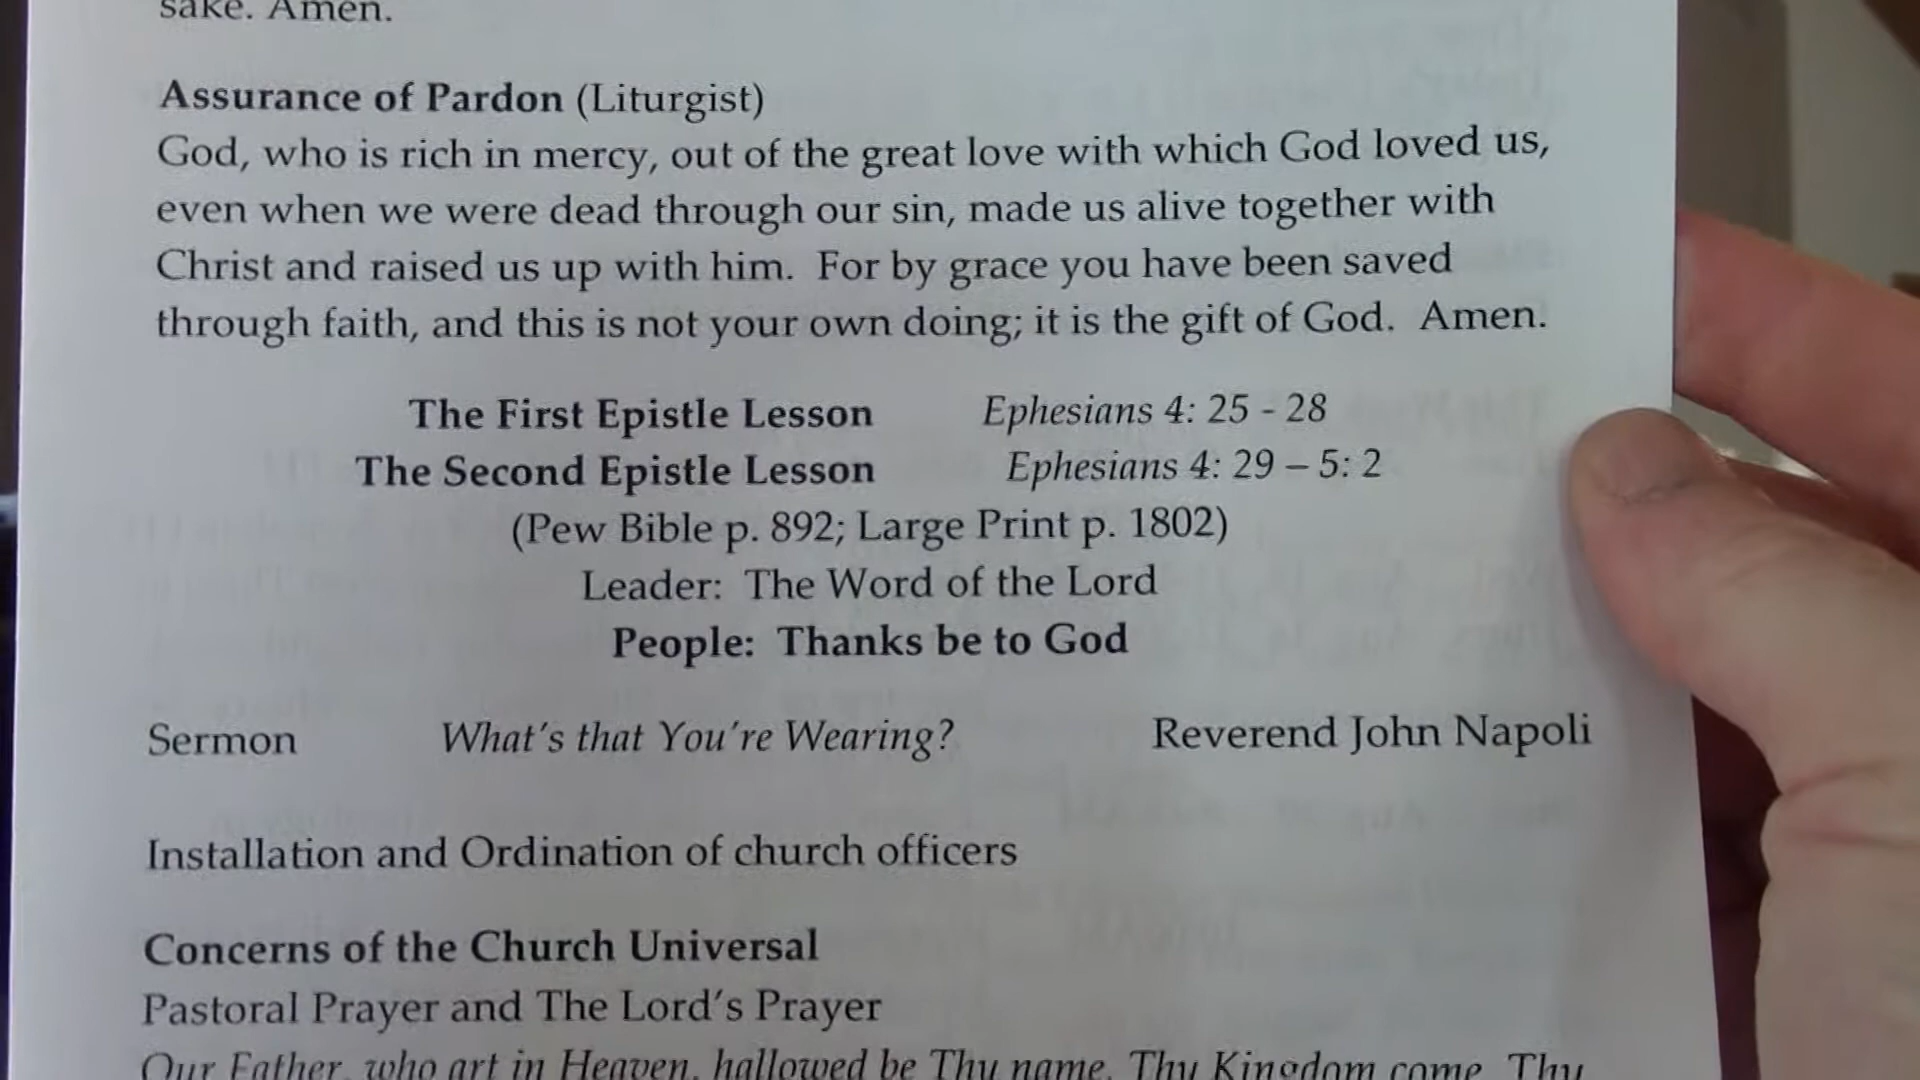 sake. Amen.
Assurance of Pardon (Liturgist)
God, who is rich in mercy, out of the great love with which God loved us,
even when we were dead through our sin, made us alive together with
Christ and raised us up with him. For by grace you have been saved
through faith, and this is not your own doing; it is the gift of God. Amen.
The First Epistle Lesson Ephesians 4: 25 - 28
The Second Epistle Lesson Ephesians 4: 29 – 5: 2
(Pew Bible p. 892; Large Print p. 1802)
Leader: The Word of the Lord
People: Thanks be to God
Sermon What's that You're Wearing? Reverend John Napoli
Installation and Ordination of church officers
Concerns of the Church Universal
Pastoral Prayer and The Lord's Prayer
Our Father, who art in Heaven, hallowed be Thy name. Thy Kingdom come. Thy